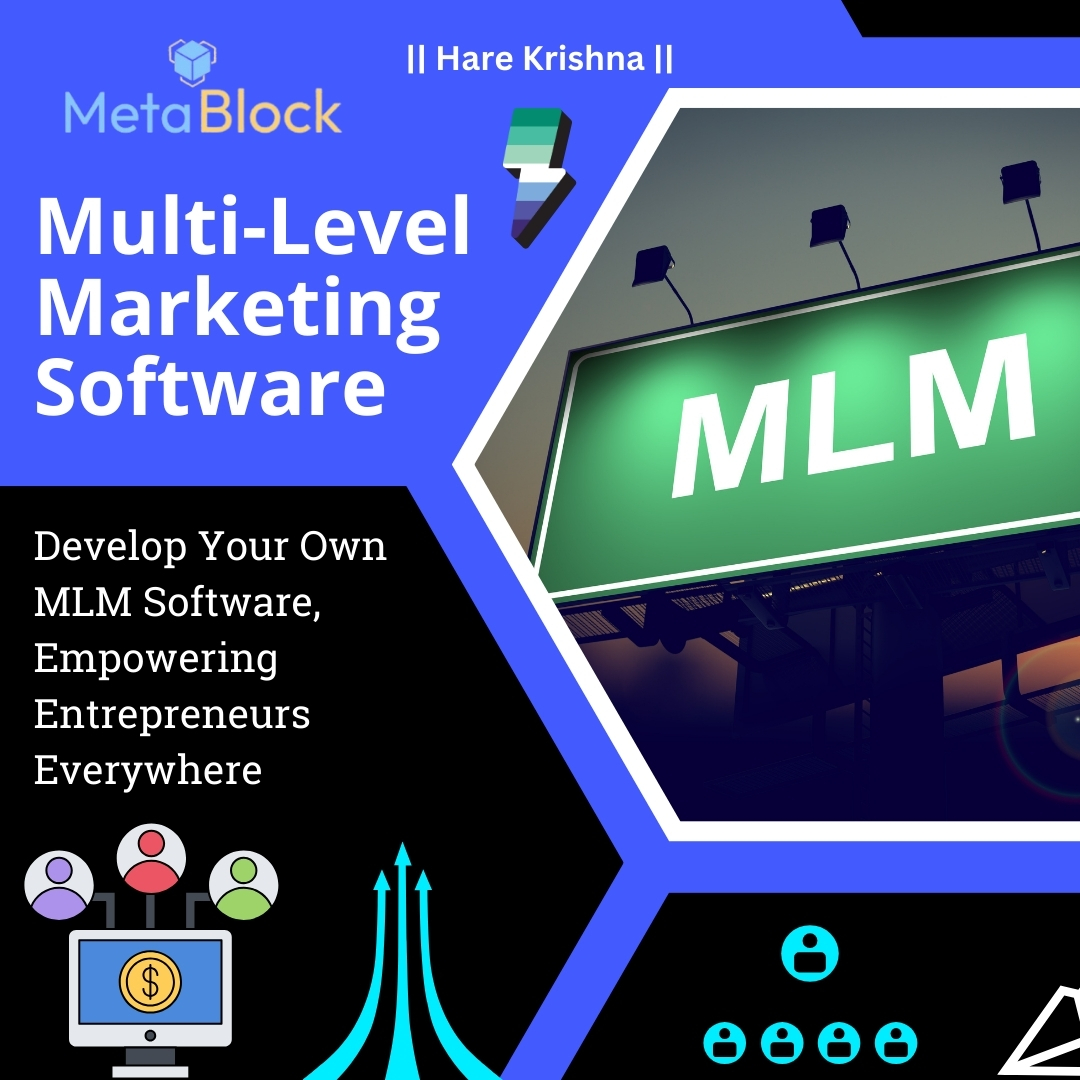 || Hare Krishna ||
MetaBlock
Multi-Level
Marketing
Software
MLM
Develop Your Own
MLM Software,
Empowering
Entrepreneurs
Everywhere
$